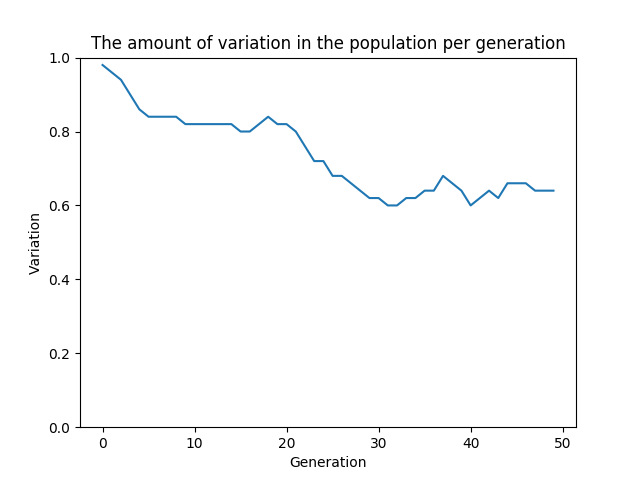 The amount of variation in the population per generation
1.0
0.8
0.6
0.4
0.2
0.0
Variation
0 10 20 30 40 50
Generation